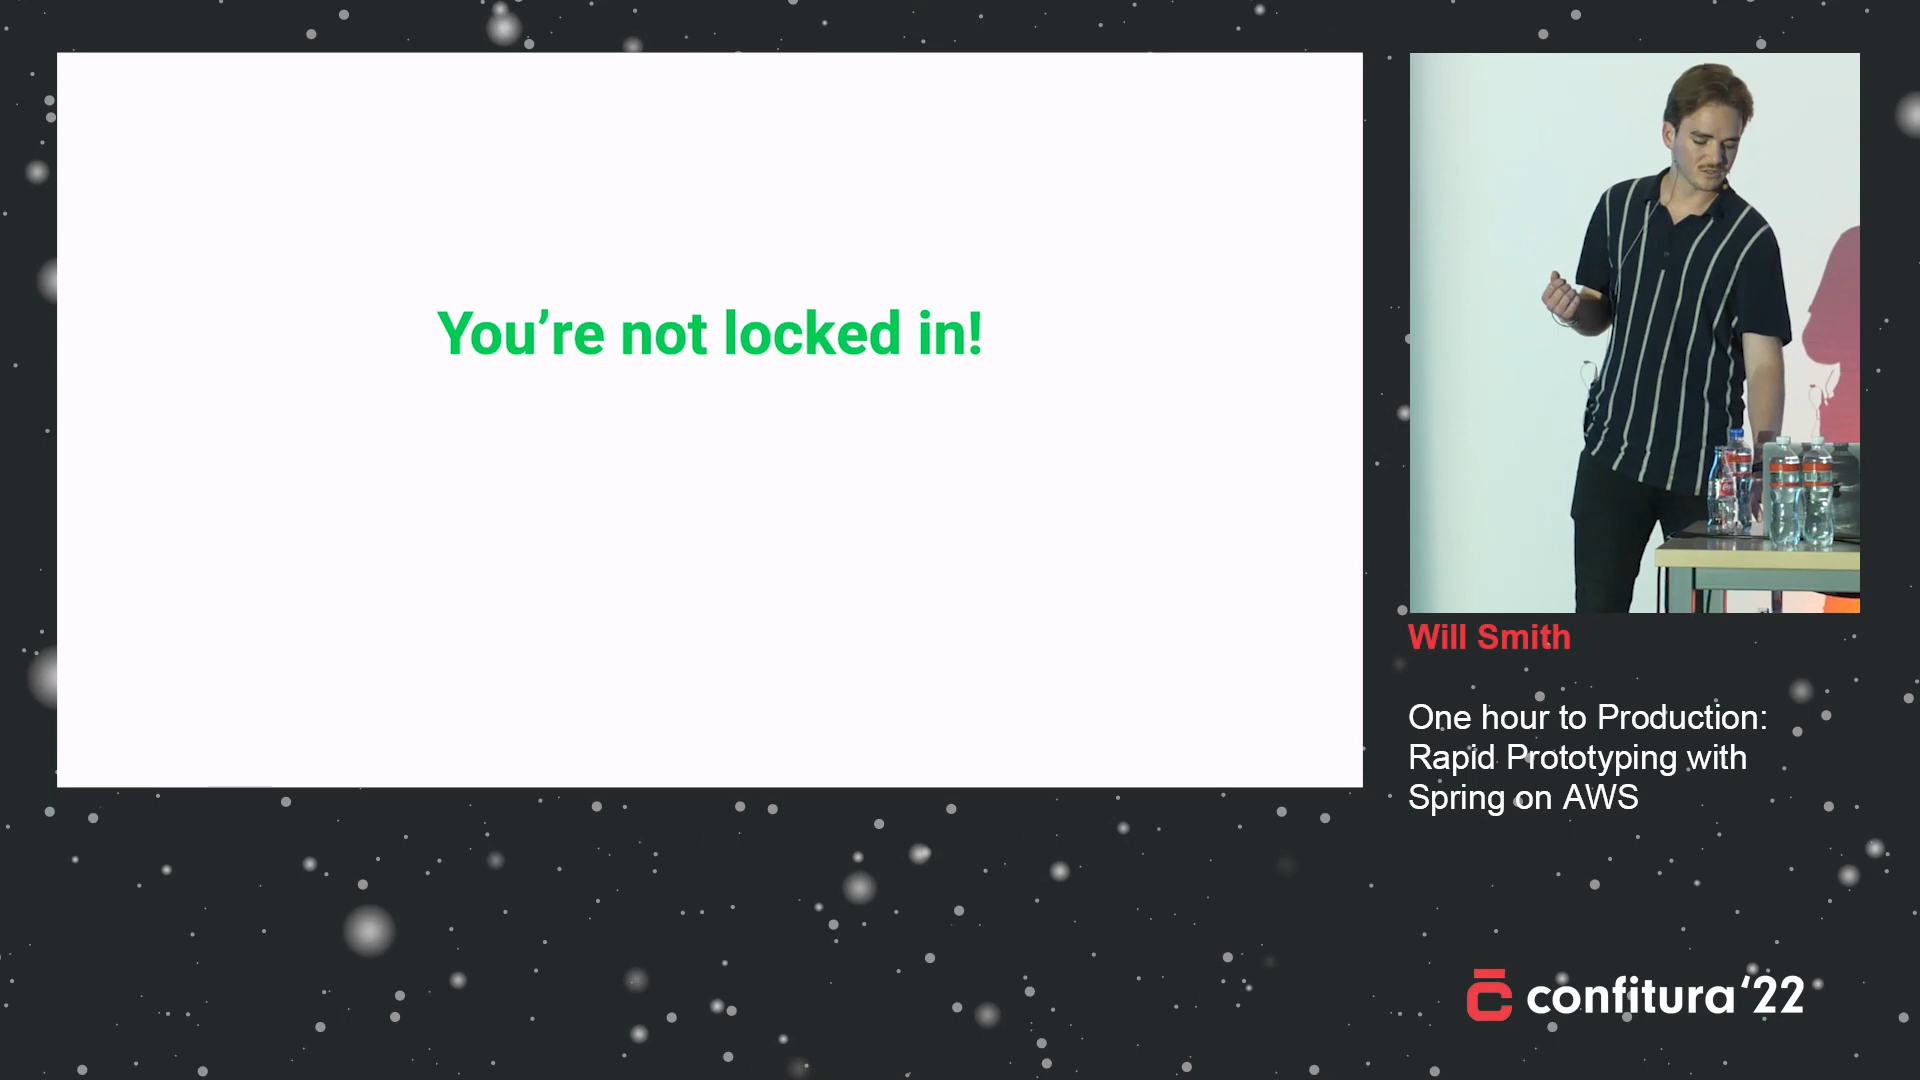 You’re not locked in!
Will Smith
One hour to Production:
Rapid Prototyping with
Spring on AWS
confitura ‘22